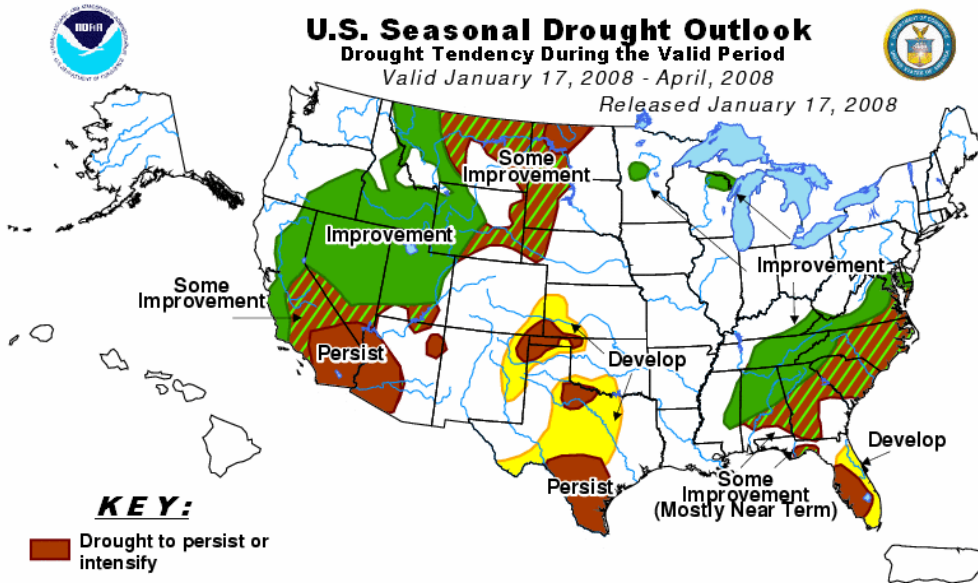 NOAA
U.S. Seasonal Drought Outlook
Drought Tendency During the Valid Period
Valid January 17, 2008 - April, 2008
Released January 17, 2008
Some
Improvement
Improvement
Some
Improvement
Persist
Improvement
Develop
Persist
Develop
Some
Improvement
(Mostly Near Term)
KEY:
Drought to persist or
intensify